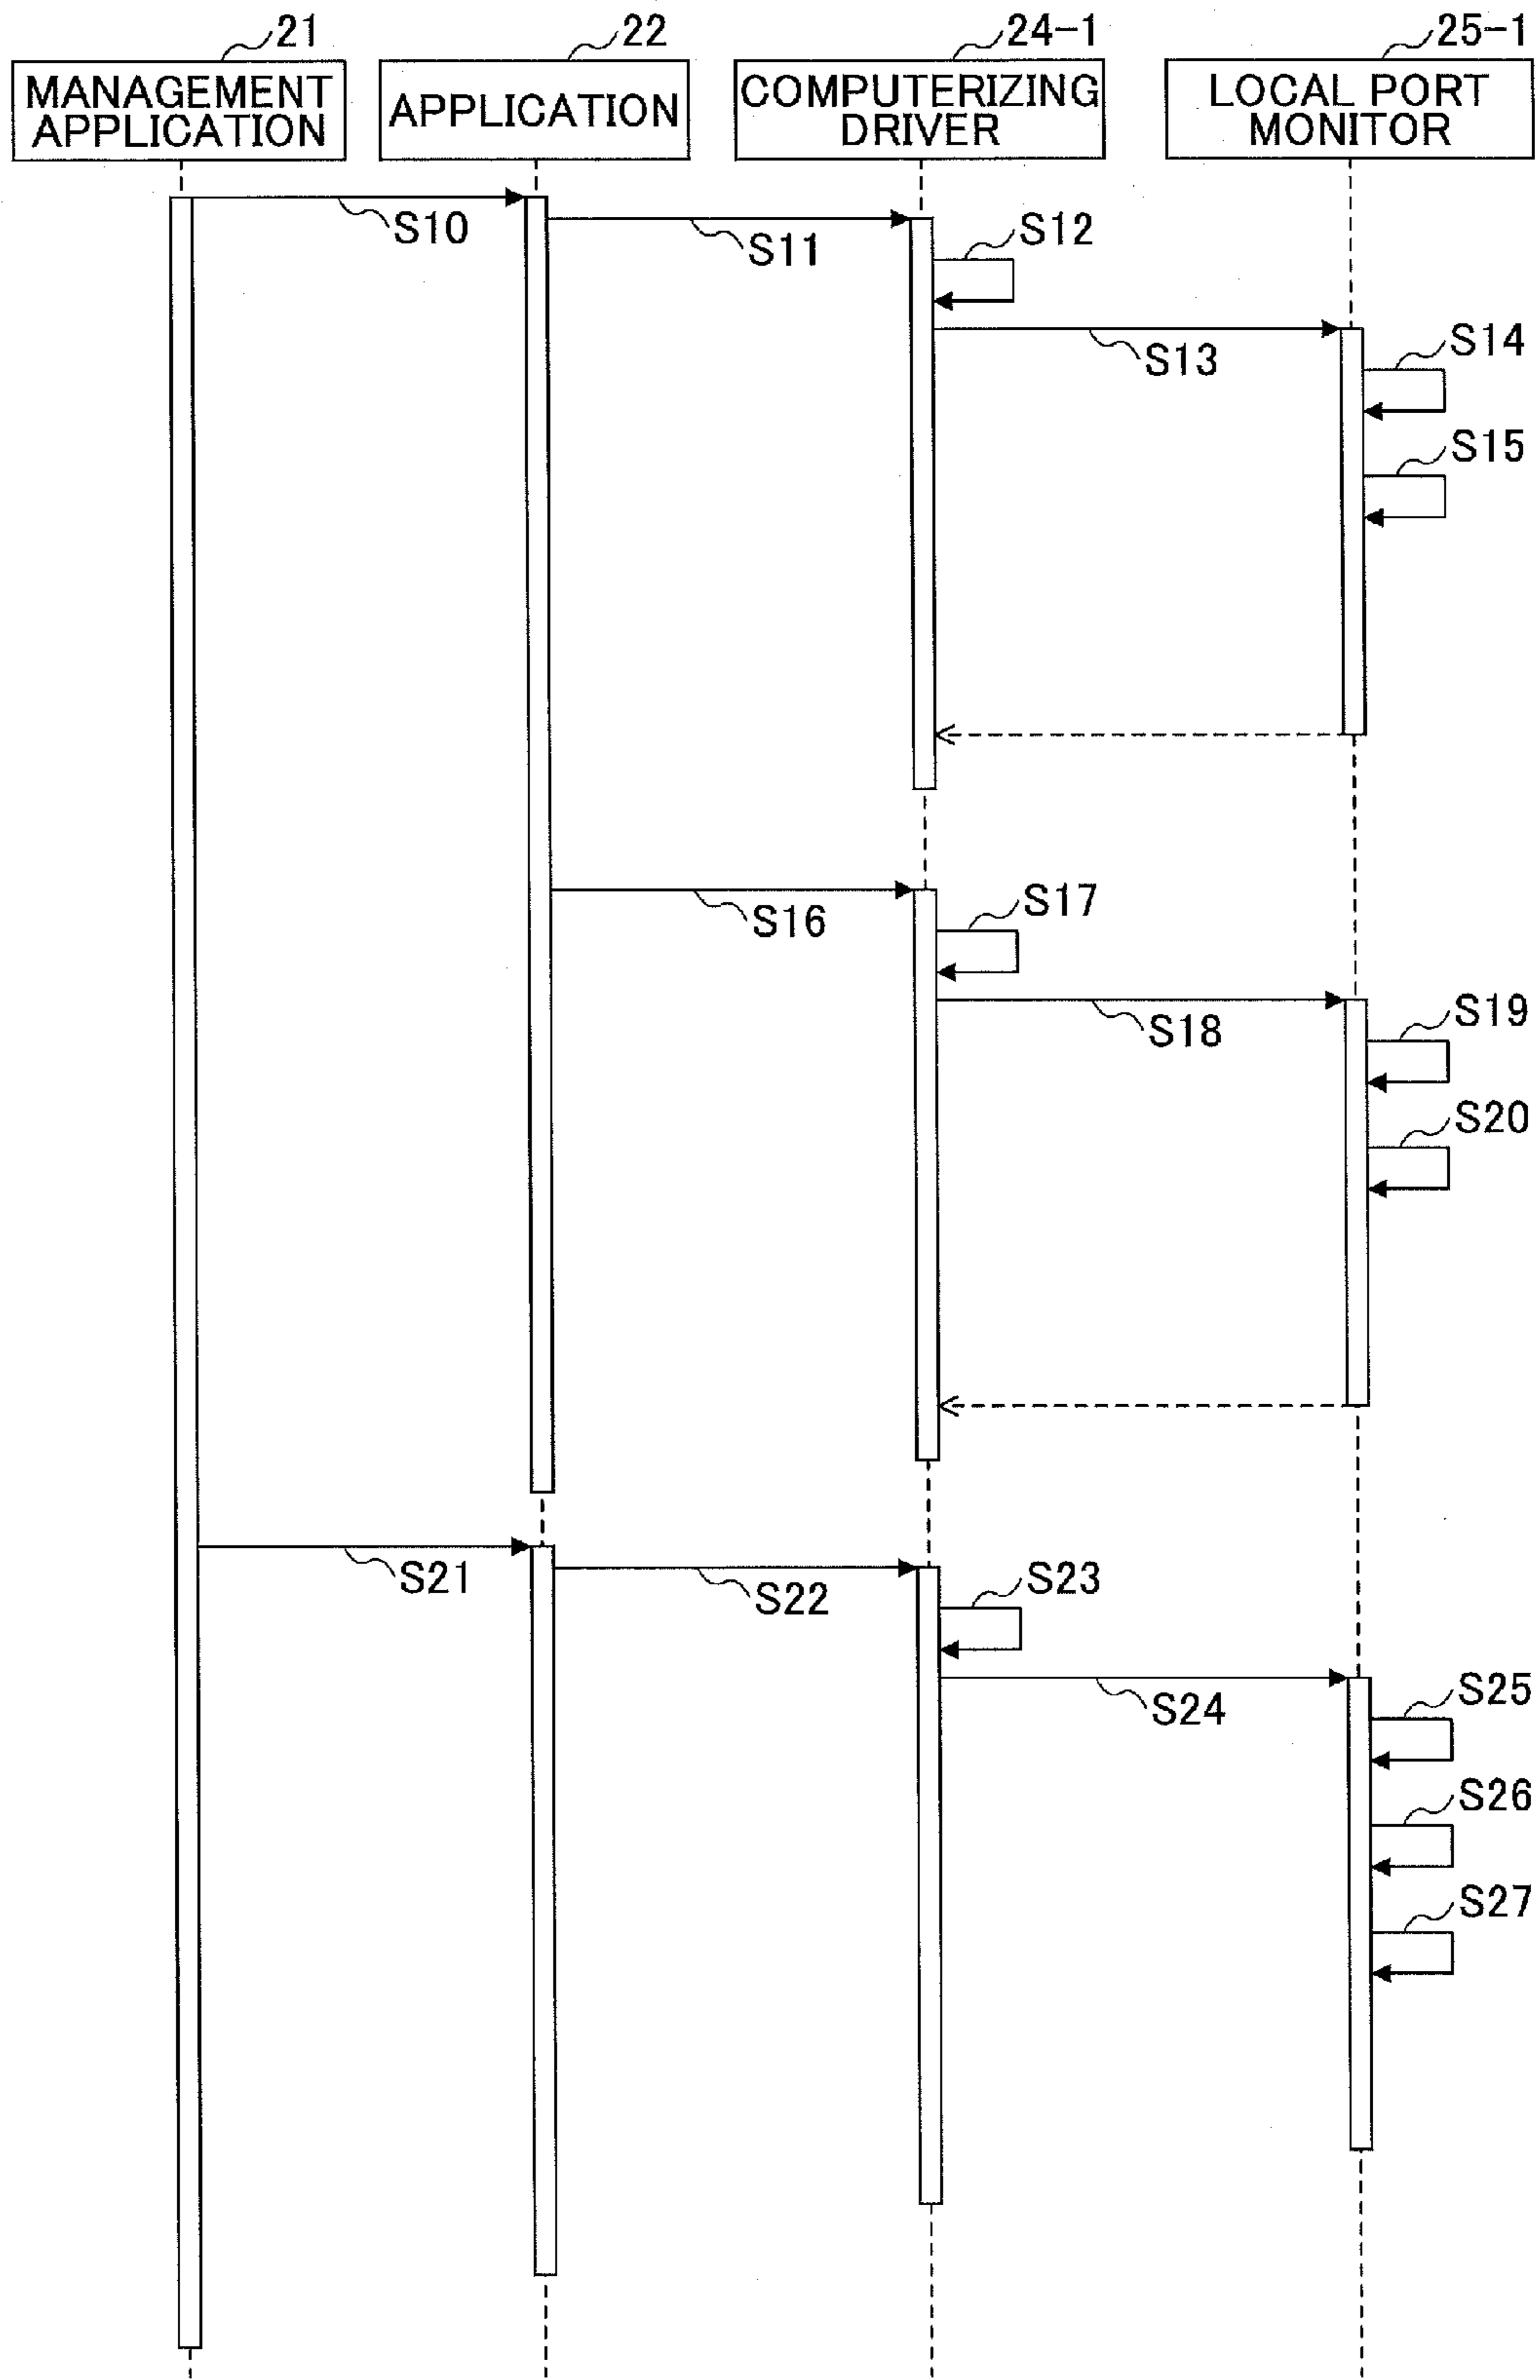 21
22
24-1
25-1
MANAGEMENT
APPLICATION
APPLICATION
COMPUTERIZING
DRIVER
LOCAL PORT
MONITOR
S10
S11
S12
S13
S14
S15
S16
S17
S18
S19
S20
S21
S22
S23
S24
S25
S26
S27